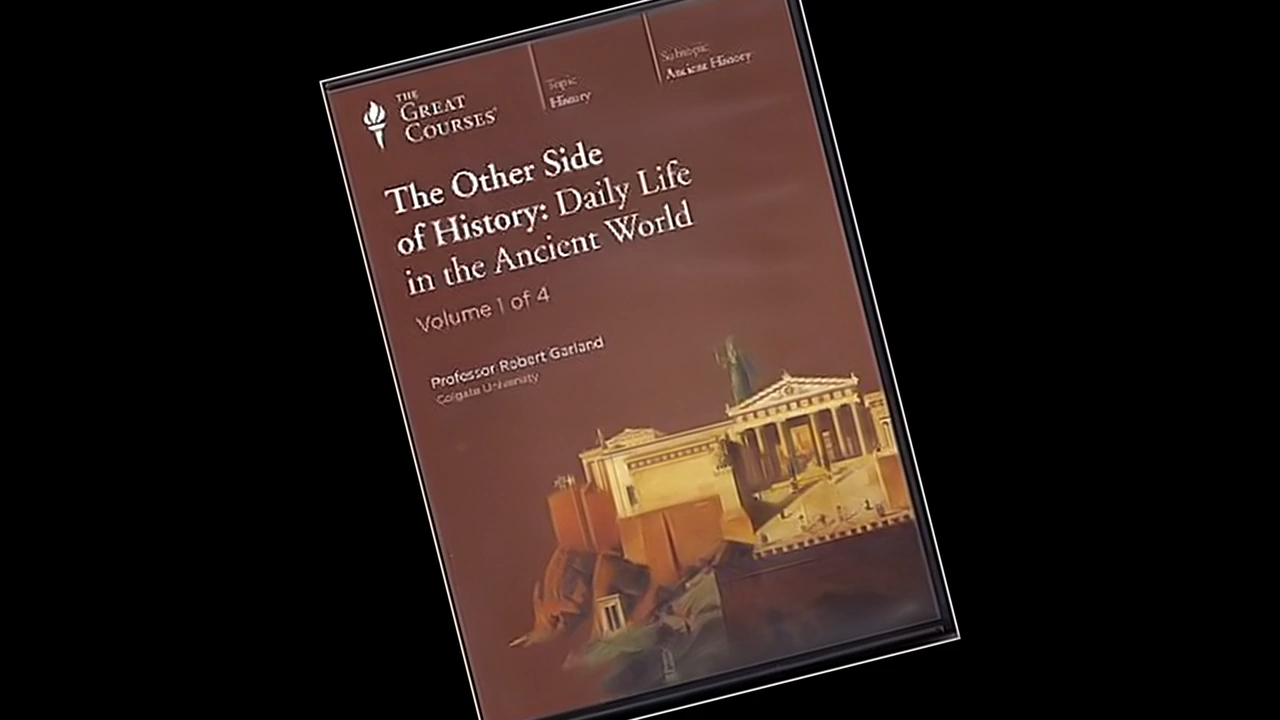 THE
GREAT
COURSES®
Topic
History
Subtopic
Ancient History
The Other Side
of History: Daily Life
in the Ancient World
Volume 1 of 4
Professor Robert Garland
Colgate University